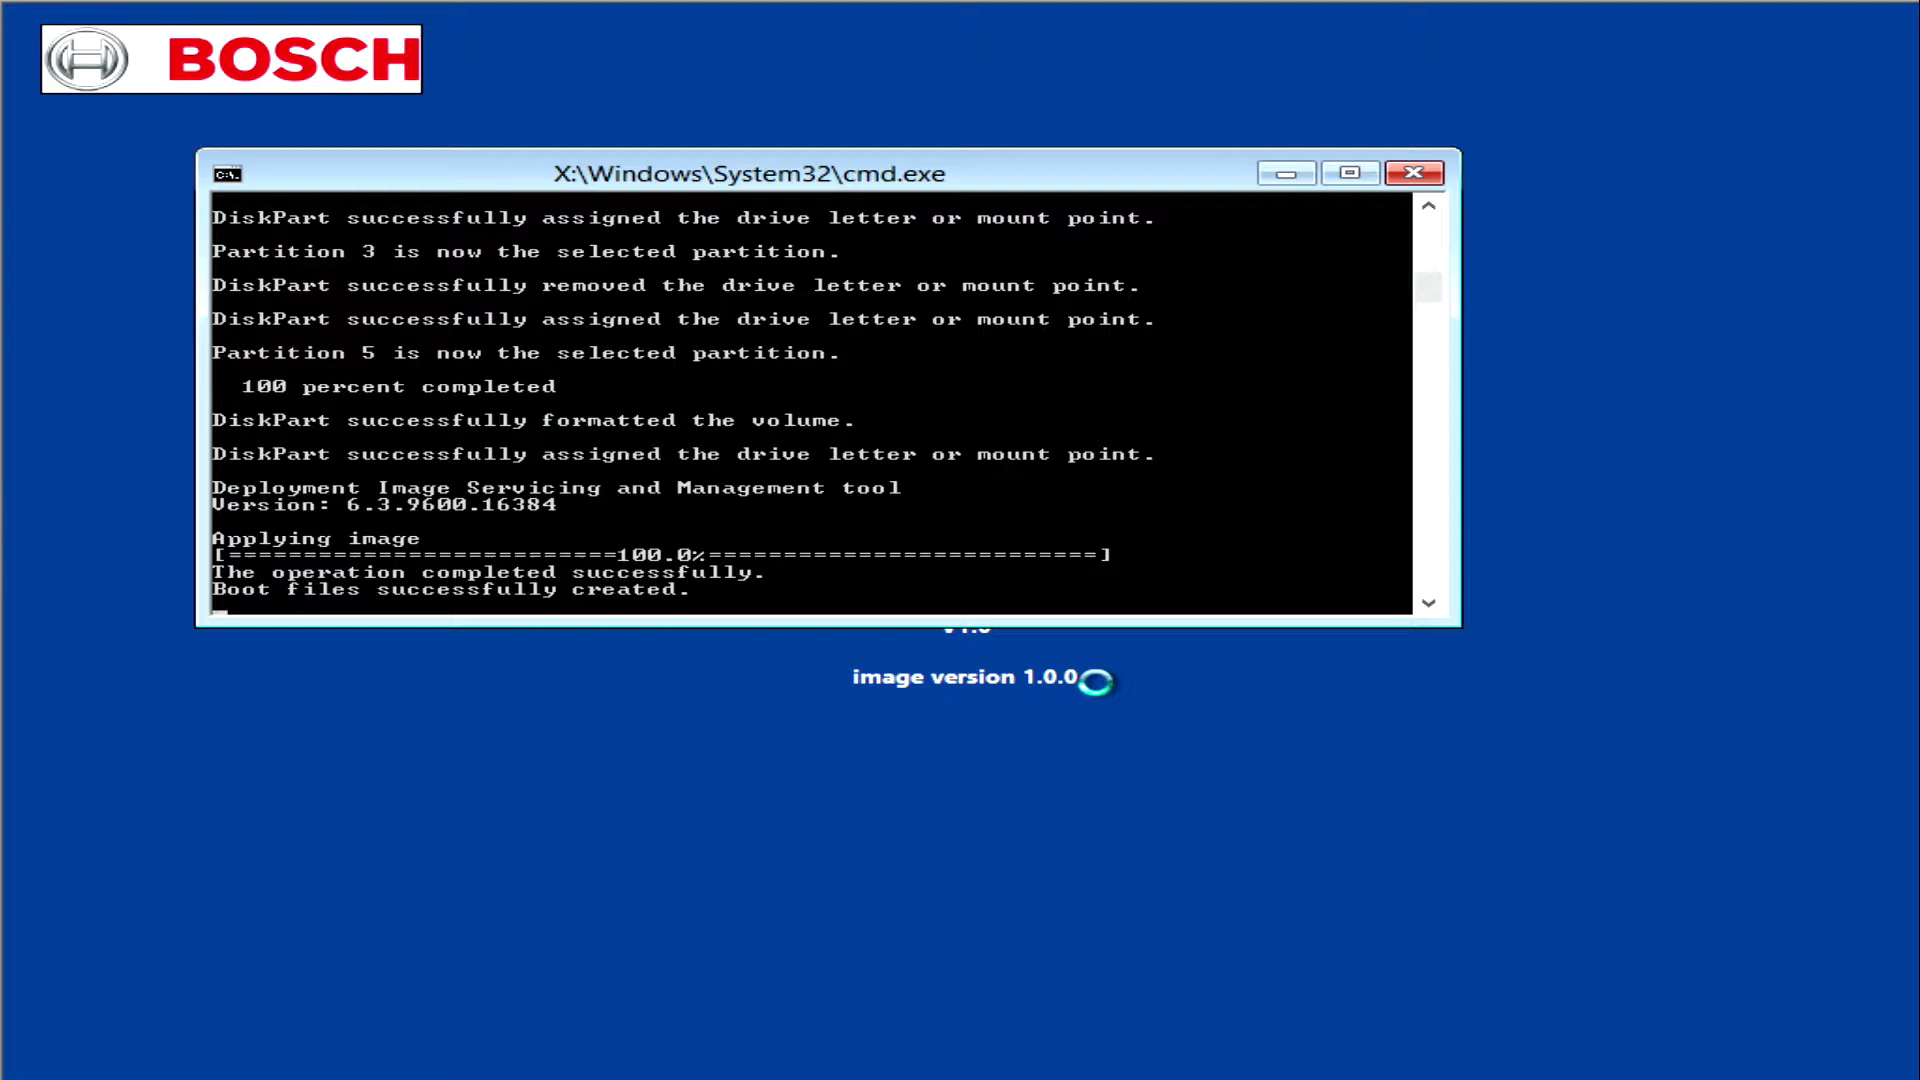 BOSCH
X:\Windows\System32\cmd.exe
DiskPart successfully assigned the drive letter or mount point.
Partition 3 is now the selected partition.
DiskPart successfully removed the drive letter or mount point.
DiskPart successfully assigned the drive letter or mount point.
Partition 5 is now the selected partition.
100 percent completed
DiskPart successfully formatted the volume.
DiskPart successfully assigned the drive letter or mount point.
Deployment Image Servicing and Management tool
Version: 6.3.9600.16384
Applying image
[==========================100.0%==========================]
The operation completed successfully.
Boot files successfully created.
image version 1.0.0